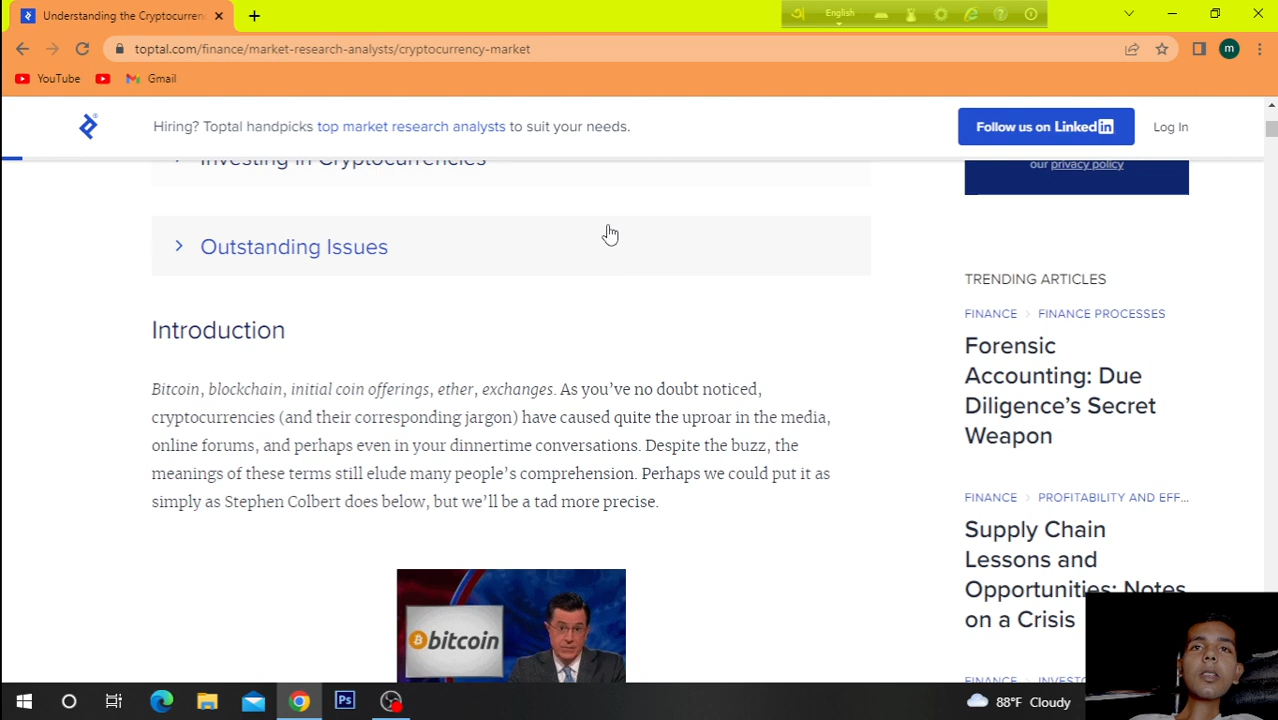 Understanding the Cryptocurren
অ English
toptal.com/finance/market-research-analysts/cryptocurrency-market
m
YouTube
Gmail
Hiring? Toptal handpicks top market research analysts to suit your needs.
Follow us on Linked in
Log In
Investing in Cryptocurrencies
our privacy policy
Outstanding Issues
TRENDING ARTICLES
FINANCE > FINANCE PROCESSES
Forensic
Accounting: Due
Diligence's Secret
Weapon
Introduction
Bitcoin, blockchain, initial coin offerings, ether, exchanges. As you've no doubt noticed,
cryptocurrencies (and their corresponding jargon) have caused quite the uproar in the media,
online forums, and perhaps even in your dinnertime conversations. Despite the buzz, the
meanings of these terms still elude many people's comprehension. Perhaps we could put it as
simply as Stephen Colbert does below, but we'll be a tad more precise.
FINANCE > PROFITABILITY AND EFF...
Supply Chain
Lessons and
Opportunities: Notes
on a Crisis
bitcoin
FINANCE > INVESTO
Ps
88°F Cloudy